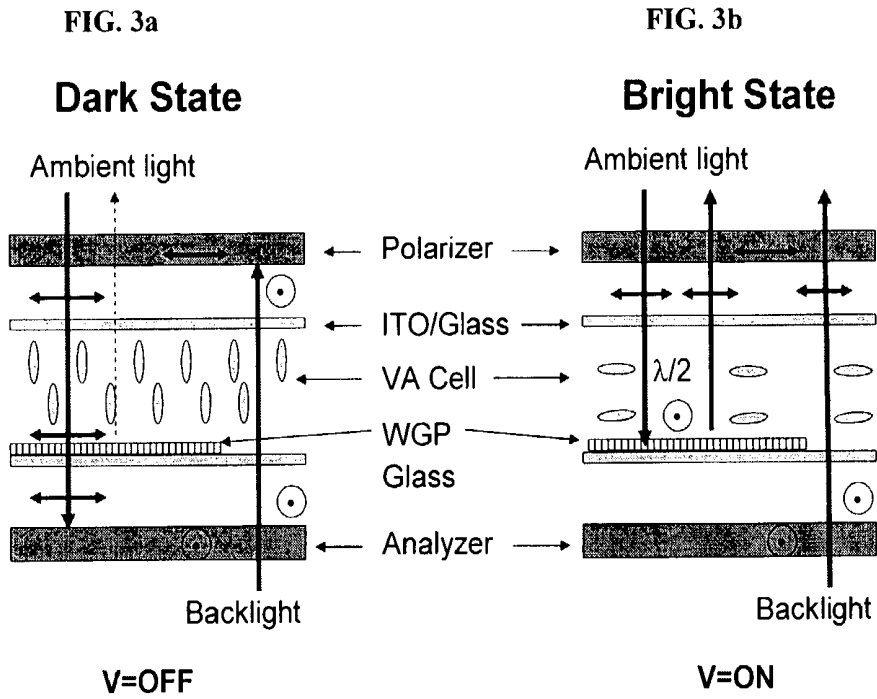 FIG. 3a
FIG. 3b
Dark State
Bright State
Ambient light
Ambient light
Polarizer
ITO/Glass
VA Cell
λ/2
WGP
Glass
Analyzer
Backlight
Backlight
V=OFF
V=ON